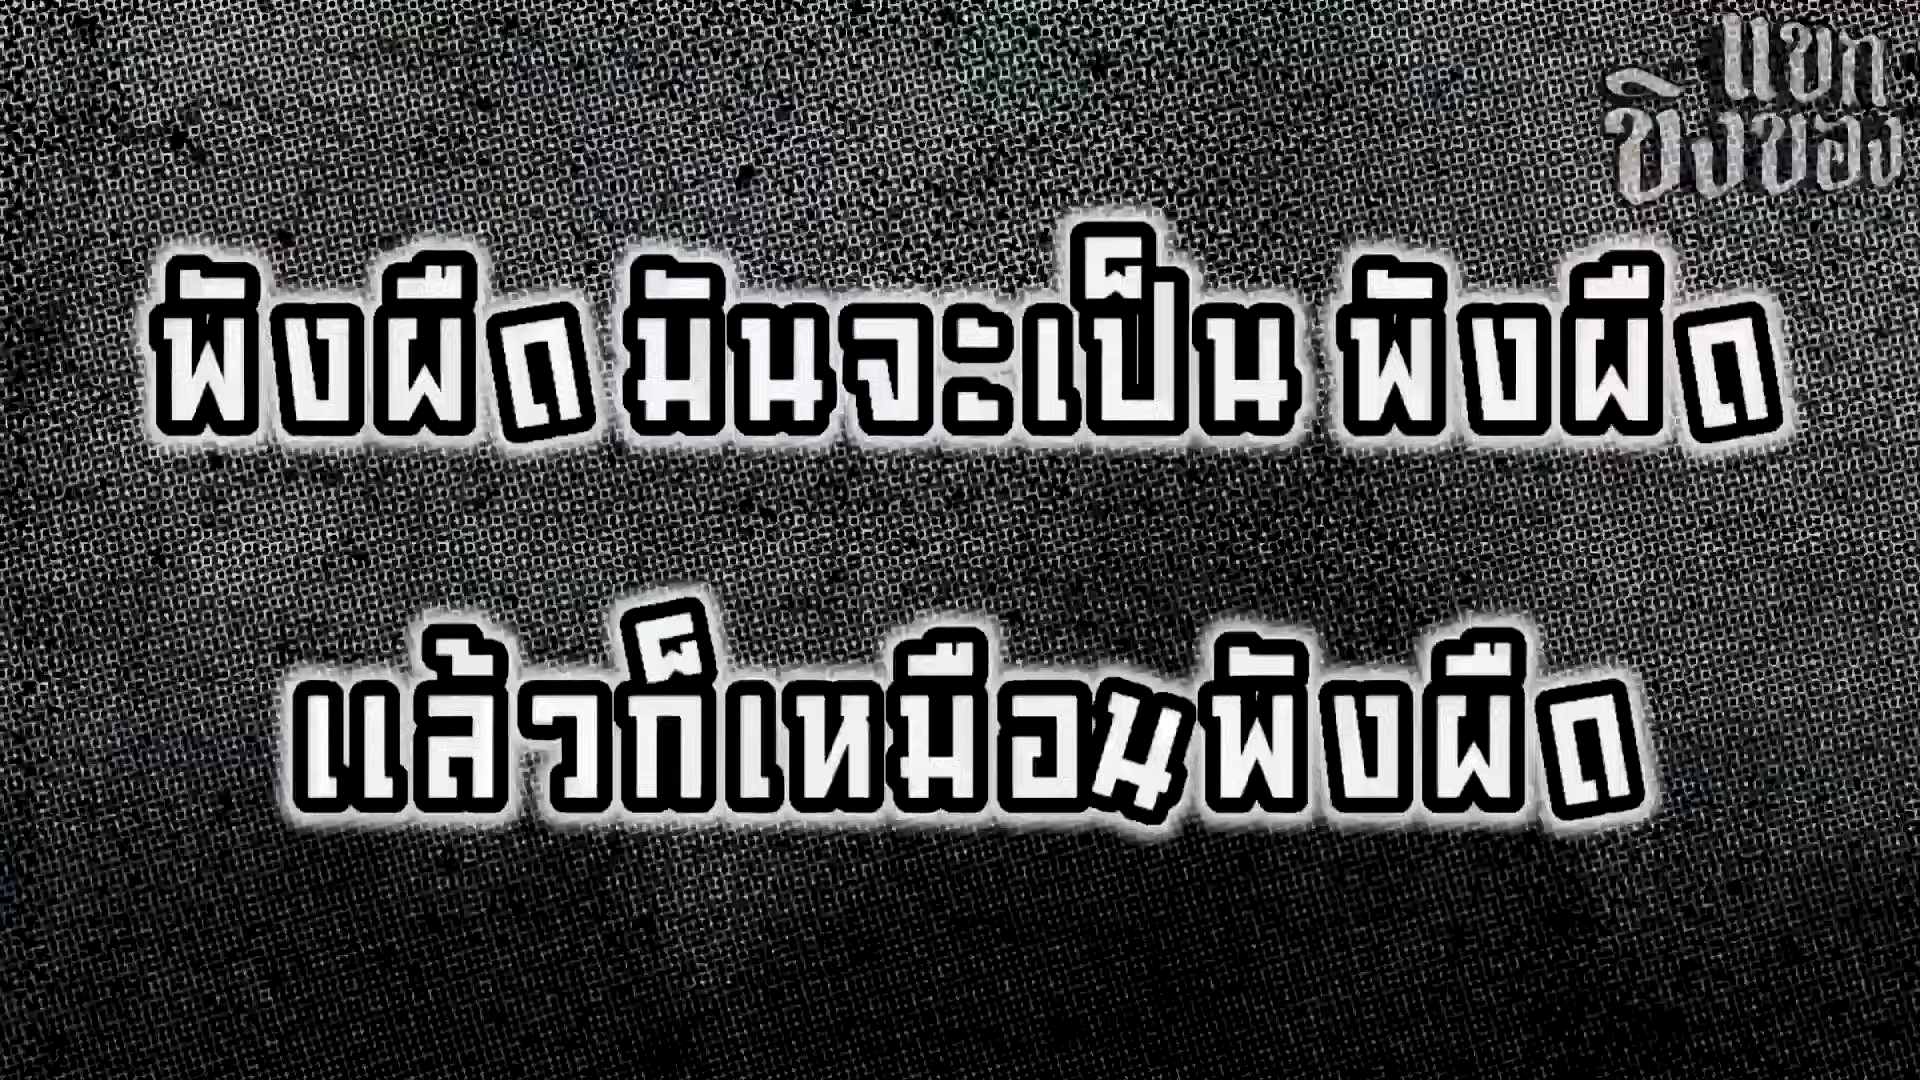 แขก
ขิงของ
พังผืด มันจะเป็น พังผืด
แล้วก็เหมือนพังผืด